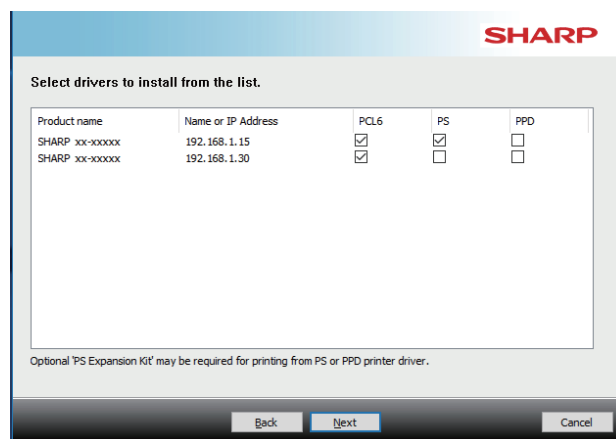 SHARP
Select drivers to install from the list.
Product name Name or IP Address PCL6 PS PPD
SHARP xx-xxxxx 192.168.1.15
SHARP xx-xxxxx 192.168.1.30
Optional 'PS Expansion Kit' may be required for printing from PS or PPD printer driver.
Back Next Cancel